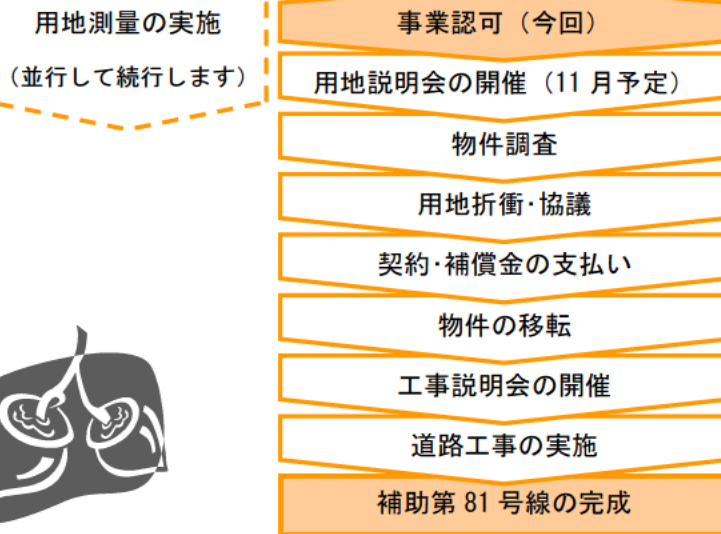 用地測量の実施
（並行して続行します）
事業認可（今回）
用地説明会の開催（11 月予定）
物件調査
用地折衝･協議
契約･補償金の支払い
物件の移転
工事説明会の開催
道路工事の実施
補助第 81 号線の完成